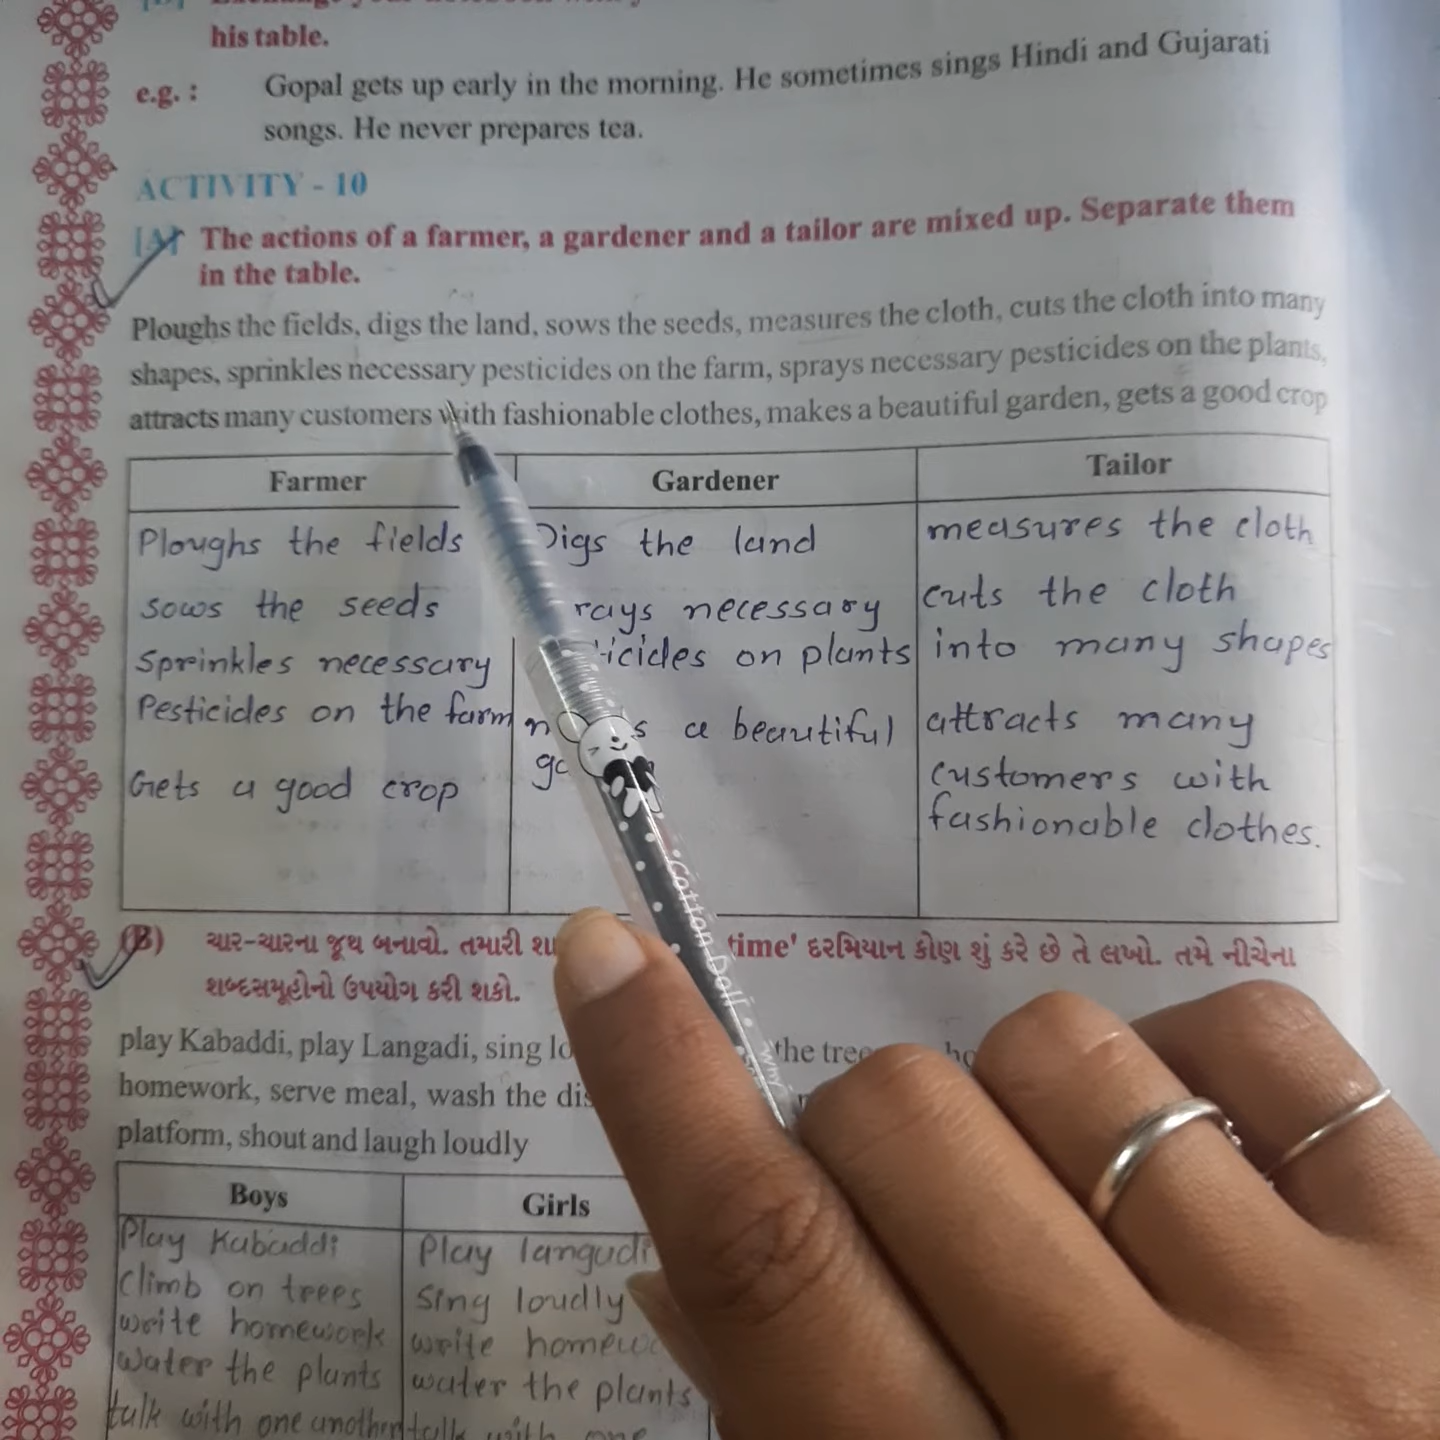 his table.
e.g. : Gopal gets up early in the morning. He sometimes sings Hindi and Gujarati
songs. He never prepares tea.
ACTIVITY - 10
[A] The actions of a farmer, a gardener and a tailor are mixed up. Separate them
in the table.
Ploughs the fields, digs the land, sows the seeds, measures the cloth, cuts the cloth into many
shapes, sprinkles necessary pesticides on the farm, sprays necessary pesticides on the plants,
attracts many customers with fashionable clothes, makes a beautiful garden, gets a good crop
Farmer
Ploughs the fields
sows the seeds
Sprinkles necessary
Pesticides on the farm
Gets a good crop
Gardener
Digs the land
necessary
on plants
a beautiful
Tailor
measures the cloth
cuts the cloth
into many shapes
attracts many
customers with
fashionable clothes.
(B) ચાર-ચારના જૂથ બનાવો. તમારી time' દરમિયાન કોણ શું કરે છે તે લખો. તમે નીચેના
શબ્દસમૂહોનો ઉપયોગ કરી શકો.
play Kabaddi, play Langadi, sing the
homework, serve meal, wash the
platform, shout and laugh loudly
Boys
Play Kabaddi
Climb on trees
write homework
water the plants
talk with one another
Girls
Play langudi
Sing loudly
write
water the plants
talk with one
Cotton Doll
Why